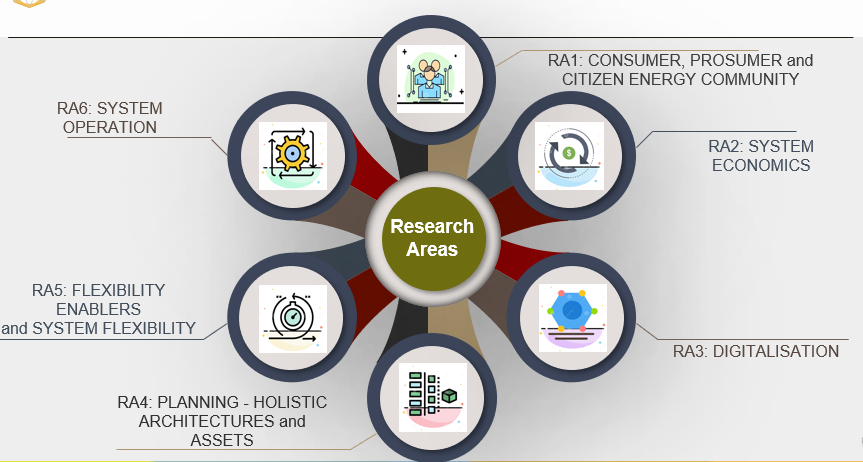 RA1: CONSUMER, PROSUMER and
CITIZEN ENERGY COMMUNITY
RA6: SYSTEM
OPERATION
RA2: SYSTEM
ECONOMICS
$
Research
Areas
RA5: FLEXIBILITY
ENABLERS
and SYSTEM FLEXIBILITY
RA3: DIGITALISATION
RA4: PLANNING - HOLISTIC
ARCHITECTURES and
ASSETS